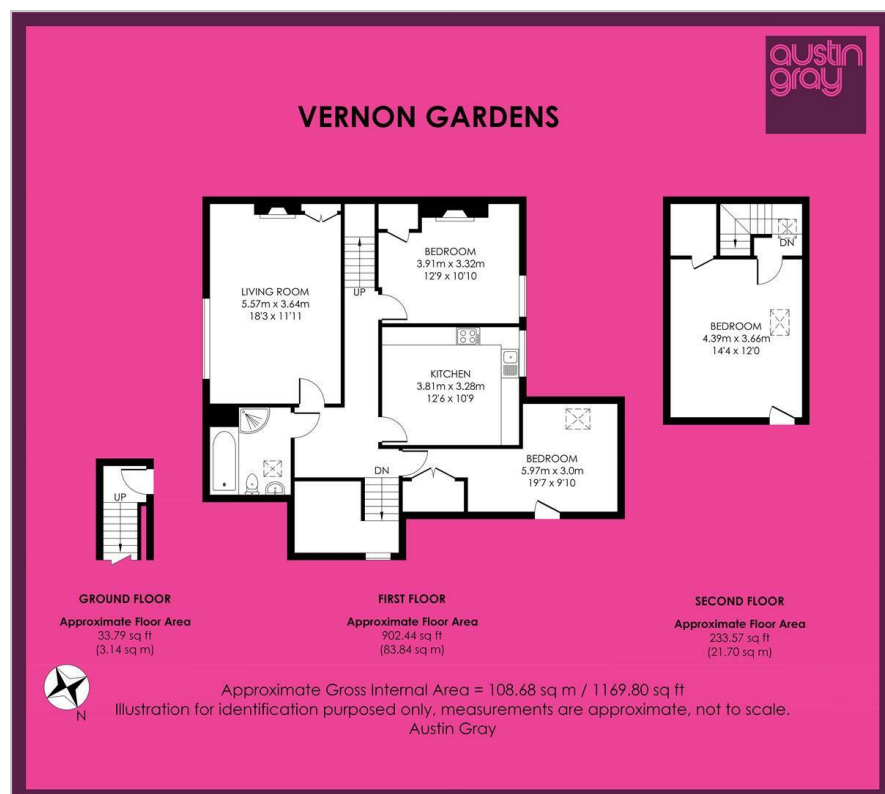 austin
gray
VERNON GARDENS
LIVING ROOM
5.57m x 3.64m
18'3 x 11'11
UP
BEDROOM
3.91m x 3.32m
12'9 x 10'10
KITCHEN
3.81m x 3.28m
12'6 x 10'9
BEDROOM
5.97m x 3.0m
19'7 x 9'10
DN
DN
BEDROOM
4.39m x 3.66m
14'4 x 12'0
UP
GROUND FLOOR
Approximate Floor Area
33.79 sq ft
(3.14 sq m)
FIRST FLOOR
Approximate Floor Area
902.44 sq ft
(83.84 sq m)
SECOND FLOOR
Approximate Floor Area
233.57 sq ft
(21.70 sq m)
N
Approximate Gross Internal Area = 108.68 sq m / 1169.80 sq ft
Illustration for identification purposed only, measurements are approximate, not to scale.
Austin Gray